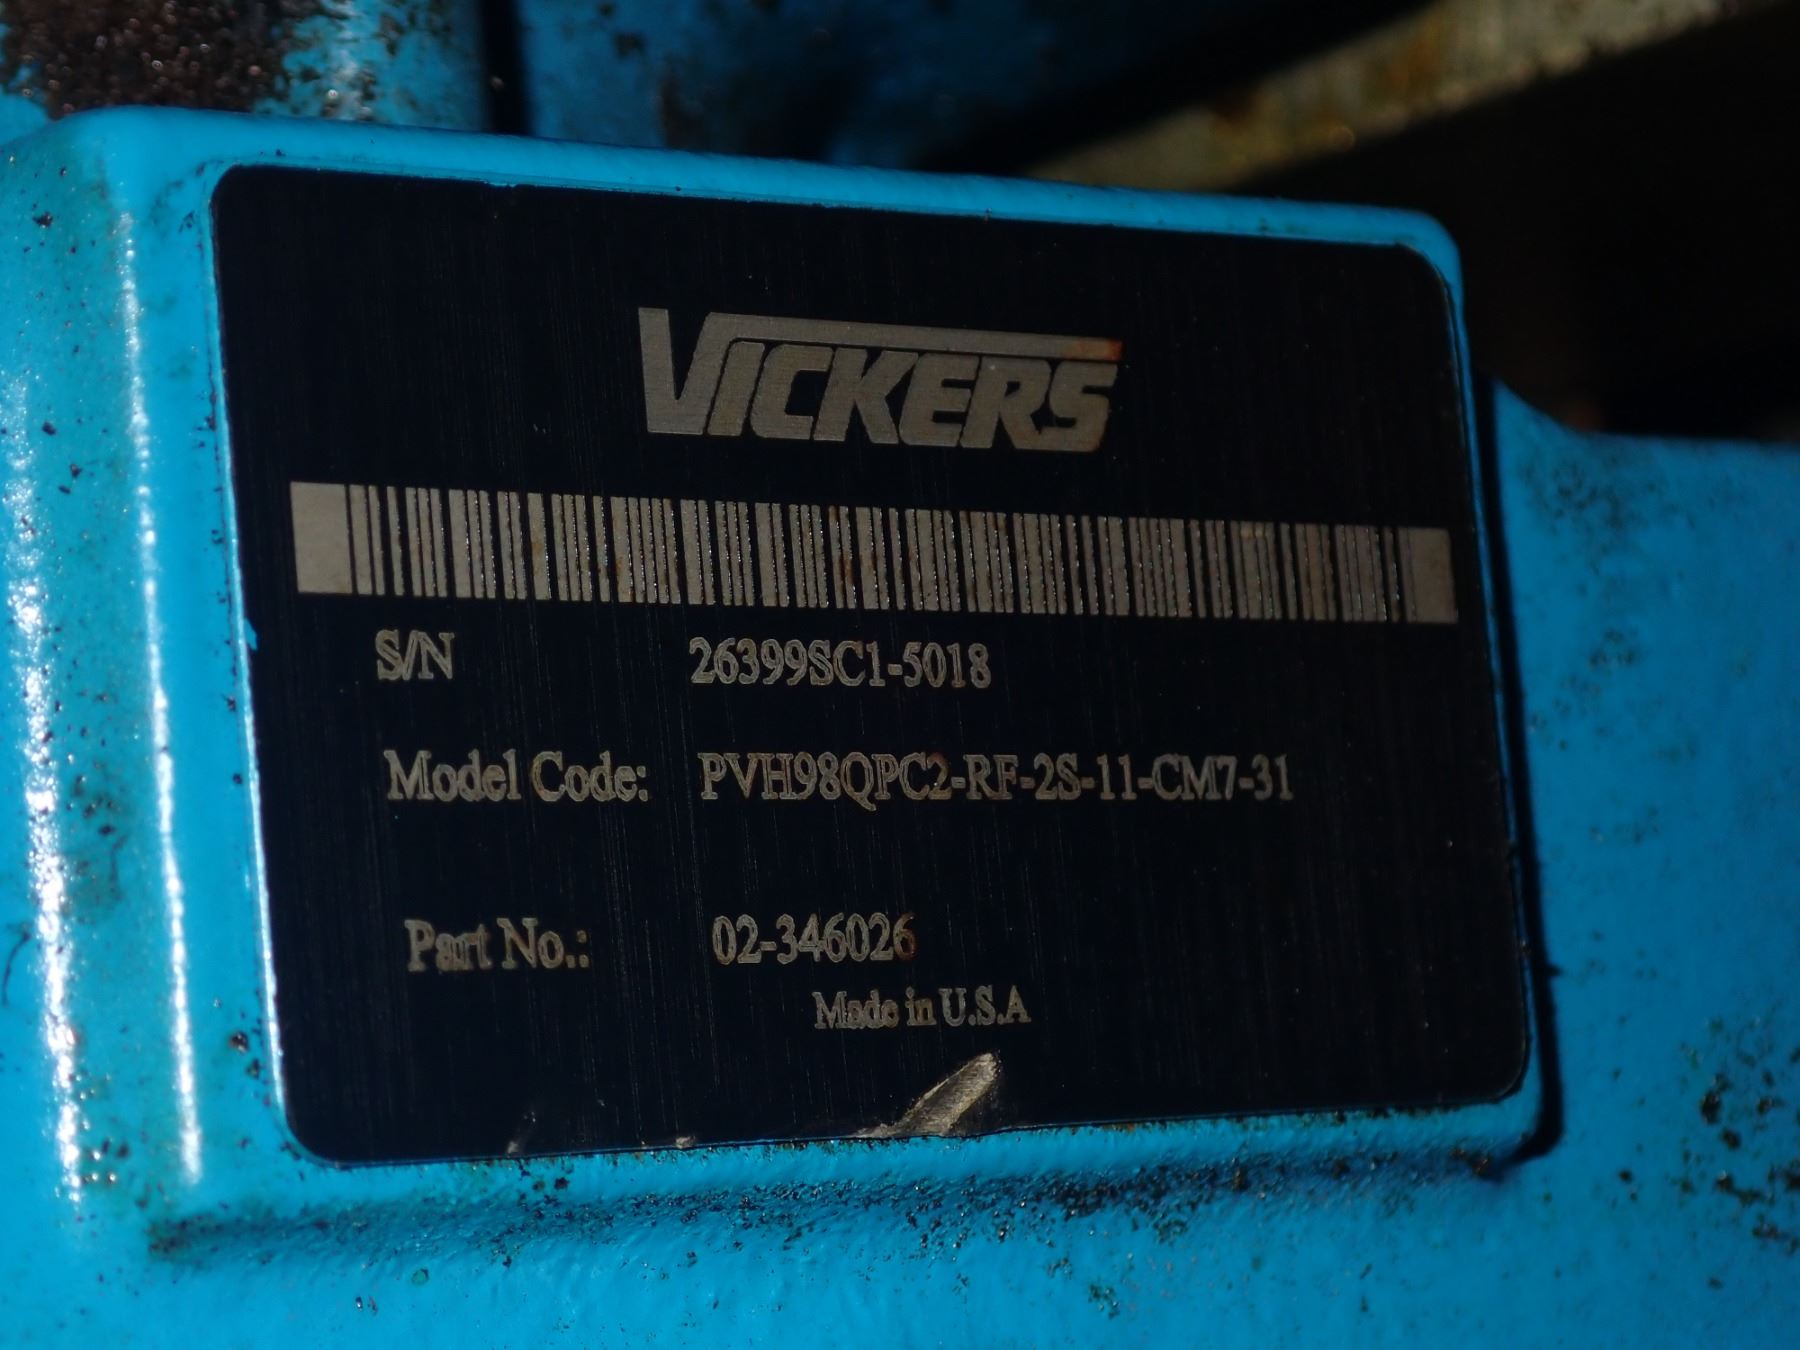 VICKERS
S/N 26399SC1-5018
Model Code: PVH98QPC2-RF-2S-11-CM7-31
Part No.: 02-346026
Made in U.S.A